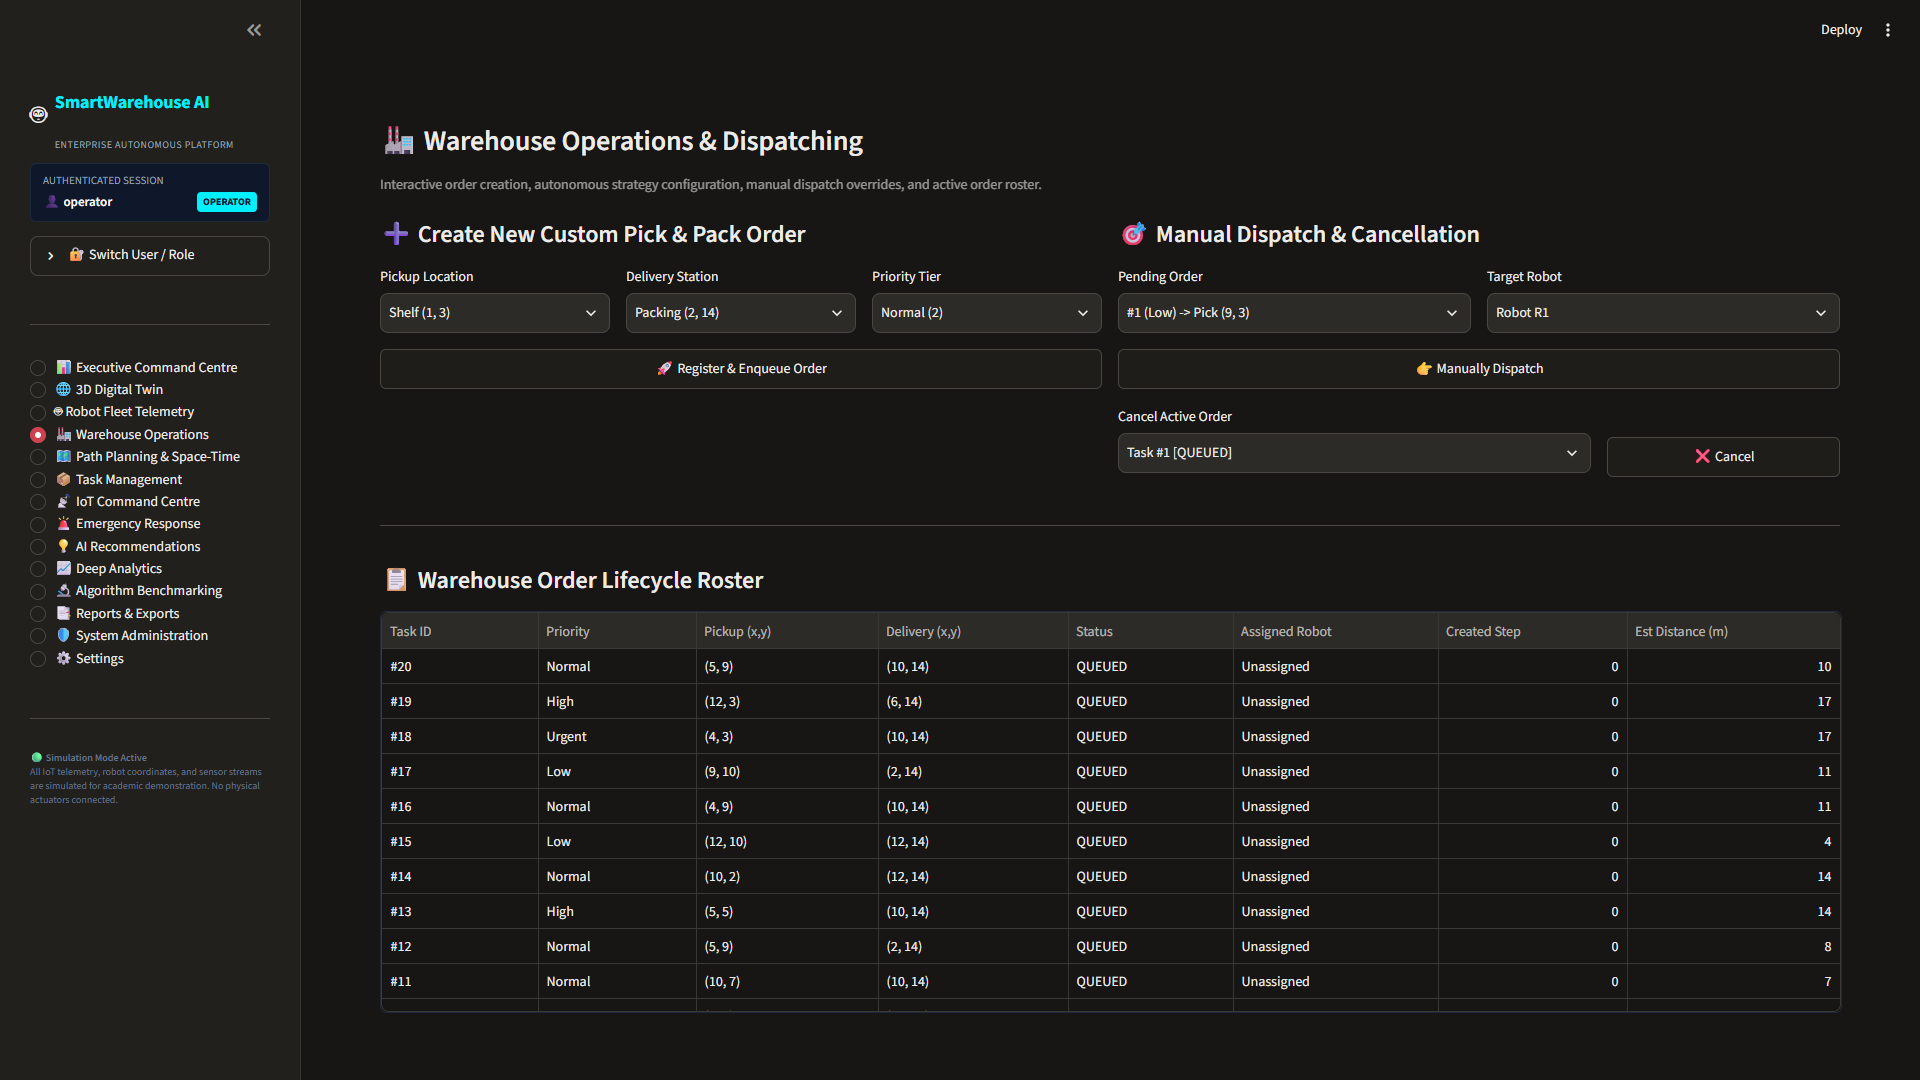 Deploy
SmartWarehouse AI
ENTERPRISE AUTONOMOUS PLATFORM
AUTHENTICATED SESSION
operator
OPERATOR
Switch User / Role
Executive Command Centre
3D Digital Twin
Robot Fleet Telemetry
Warehouse Operations
Path Planning & Space-Time
Task Management
IoT Command Centre
Emergency Response
AI Recommendations
Deep Analytics
Algorithm Benchmarking
Reports & Exports
System Administration
Settings
Simulation Mode Active
All IoT telemetry, robot coordinates, and sensor streams
are simulated for academic demonstration. No physical
actuators connected.
Warehouse Operations & Dispatching
Interactive order creation, autonomous strategy configuration, manual dispatch overrides, and active order roster.
Create New Custom Pick & Pack Order
Pickup Location Delivery Station Priority Tier
Shelf (1, 3) Packing (2, 14) Normal (2)
Register & Enqueue Order
Manual Dispatch & Cancellation
Pending Order Target Robot
#1 (Low) -> Pick (9, 3) Robot R1
Manually Dispatch
Cancel Active Order
Task #1 [QUEUED] Cancel
Warehouse Order Lifecycle Roster
Task ID Priority Pickup (x,y) Delivery (x,y) Status Assigned Robot Created Step Est Distance (m)
#20 Normal (5, 9) (10, 14) QUEUED Unassigned 0 10
#19 High (12, 3) (6, 14) QUEUED Unassigned 0 17
#18 Urgent (4, 3) (10, 14) QUEUED Unassigned 0 17
#17 Low (9, 10) (2, 14) QUEUED Unassigned 0 11
#16 Normal (4, 9) (10, 14) QUEUED Unassigned 0 11
#15 Low (12, 10) (12, 14) QUEUED Unassigned 0 4
#14 Normal (10, 2) (12, 14) QUEUED Unassigned 0 14
#13 High (5, 5) (10, 14) QUEUED Unassigned 0 14
#12 Normal (5, 9) (2, 14) QUEUED Unassigned 0 8
#11 Normal (10, 7) (10, 14) QUEUED Unassigned 0 7